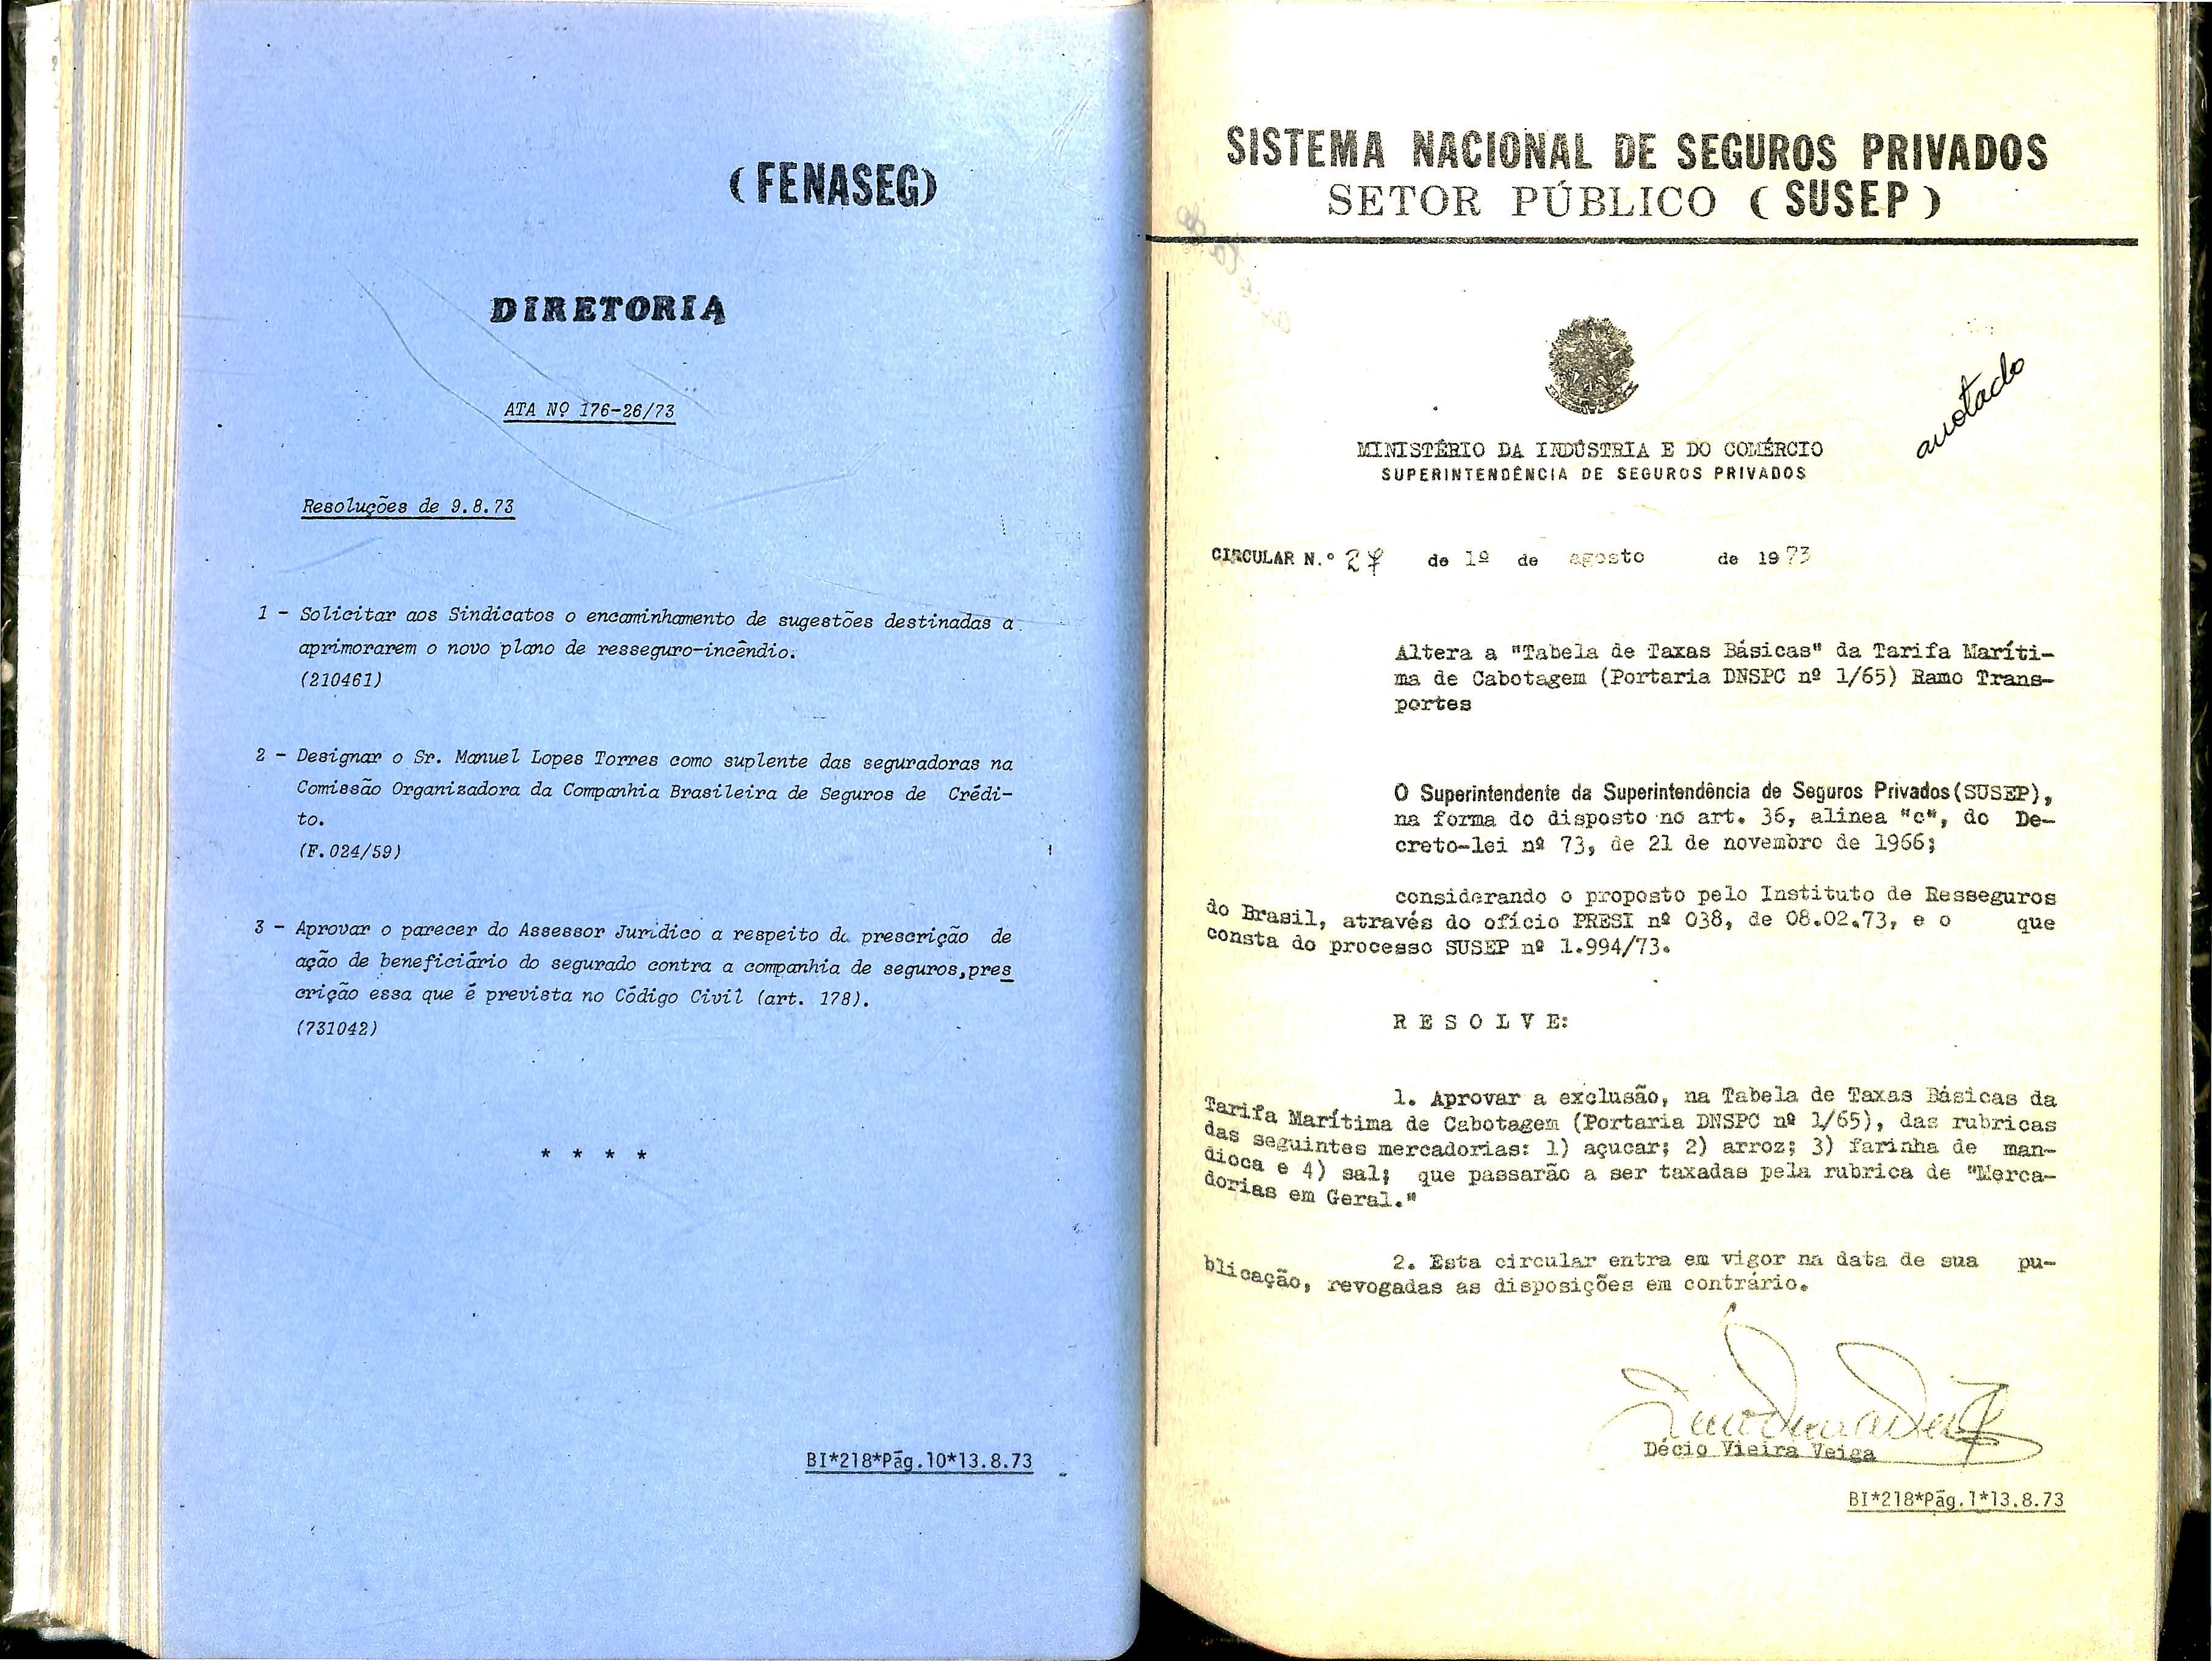 (FENASEG)
DIRETORIA
ATA Nº 176-26/73
Resoluções de 9.8.73
1 - Solicitar aos Sindicatos o encaminhamento de sugestões destinadas a
aprimorarem o novo plano de resseguro-incêndio.
(210461)
2 - Designar o Sr. Manuel Lopes Torres como suplente das seguradoras na
Comissão Organizadora da Companhia Brasileira de Seguros de Crédi-
to.
(F.024/59)
3 - Aprovar o parecer do Assessor Jurídico a respeito da prescrição de
ação de beneficiário do segurado contra a companhia de seguros,pres
crição essa que é prevista no Código Civil (art. 178).
(731042)
* * * *
BI*218*Pág.10*13.8.73
SISTEMA NACIONAL DE SEGUROS PRIVADOS
SETOR PÚBLICO (SUSEP)
anotado
MINISTÉRIO DA INDÚSTRIA E DO COMÉRCIO
SUPERINTENDÊNCIA DE SEGUROS PRIVADOS
CIRCULAR N.º 27 de 1º de agosto de 1973
Altera a "Tabela de Taxas Básicas" da Tarifa Maríti-
ma de Cabotagem (Portaria DNSPC nº 1/65) Ramo Trans-
portes
O Superintendente da Superintendência de Seguros Privados (SUSEP),
na forma do disposto no art. 36, alinea "c", do De-
creto-lei nº 73, de 21 de novembro de 1966;
considerando o proposto pelo Instituto de Resseguros
do Brasil, através do ofício PRESI nº 038, de 08.02.73, e o que
consta do processo SUSEP nº 1.994/73.
R E S O L V E:
1. Aprovar a exclusão, na Tabela de Taxas Básicas da
Tarifa Marítima de Cabotagem (Portaria DNSPC nº 1/65), das rubricas
das seguintes mercadorias: 1) açucar; 2) arroz; 3) farinha de man-
dioca e 4) sal; que passarão a ser taxadas pela rubrica de "Merca-
dorias em Geral."
2. Esta circular entra em vigor na data de sua pu-
blicação, revogadas as disposições em contrário.
Décio Vieira Veiga
BI*218*Pág.1*13.8.73